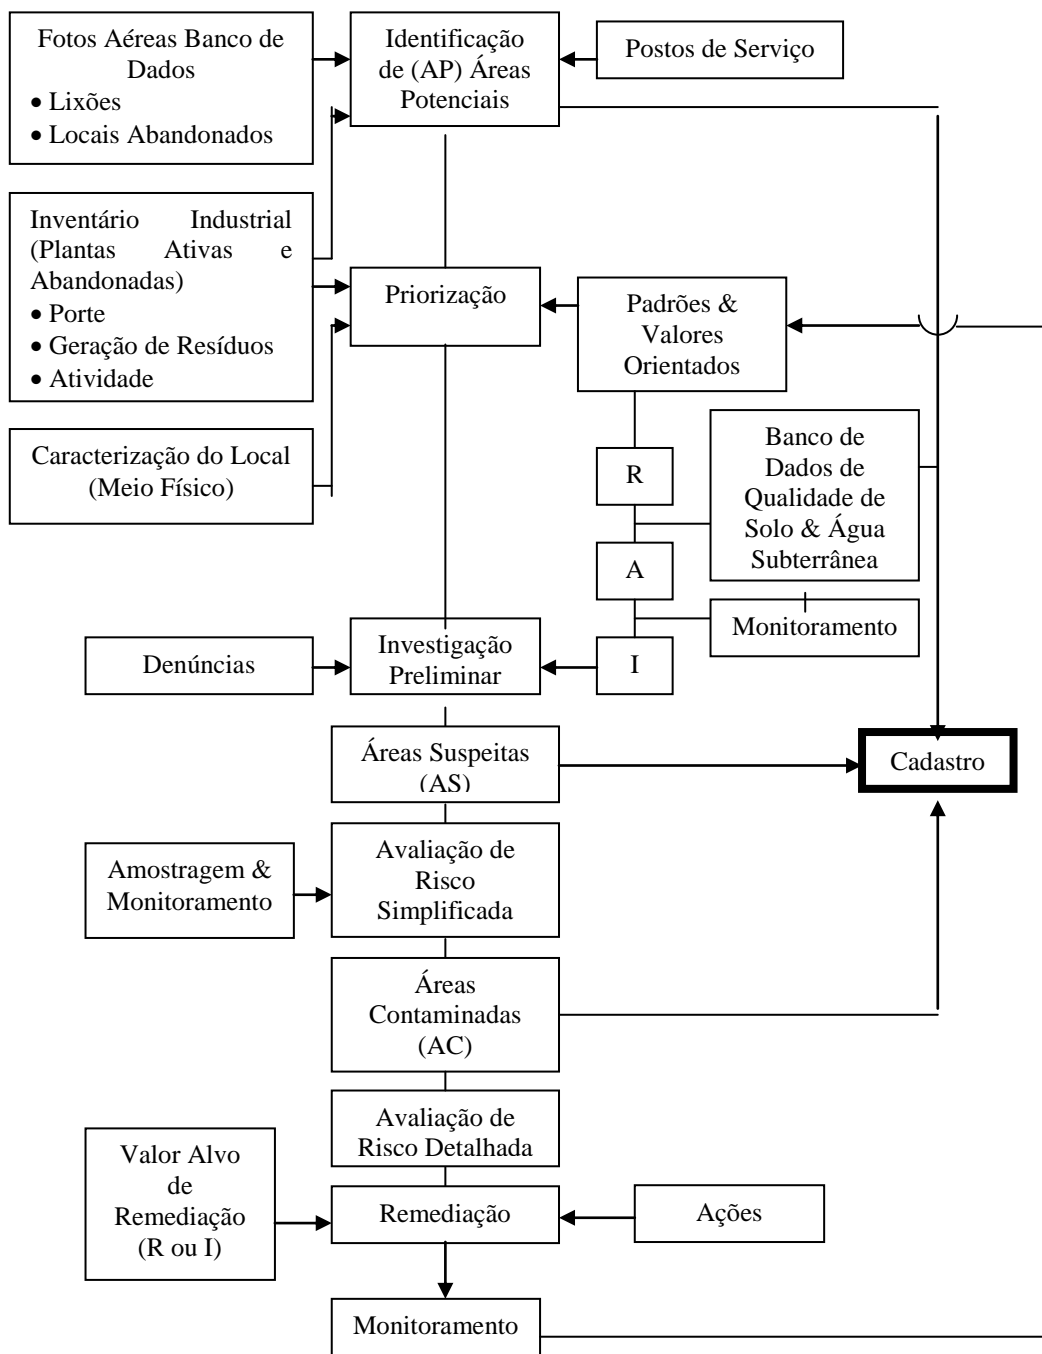 Fotos Aéreas Banco de
Dados
• Lixões
• Locais Abandonados
Identificação
de (AP) Áreas
Potenciais
Postos de Serviço
Inventário Industrial
(Plantas Ativas e
Abandonadas)
• Porte
• Geração de Resíduos
• Atividade
Priorização
Padrões &
Valores
Orientados
Caracterização do Local
(Meio Físico)
R
Banco de
Dados de
Qualidade de
Solo & Água
Subterrânea
A
Monitoramento
Denúncias
Investigação
Preliminar
I
Áreas Suspeitas
(AS)
Cadastro
Amostragem &
Monitoramento
Avaliação de
Risco
Simplificada
Áreas
Contaminadas
(AC)
Avaliação de
Risco Detalhada
Valor Alvo
de
Remediação
(R ou I)
Remediação
Ações
Monitoramento